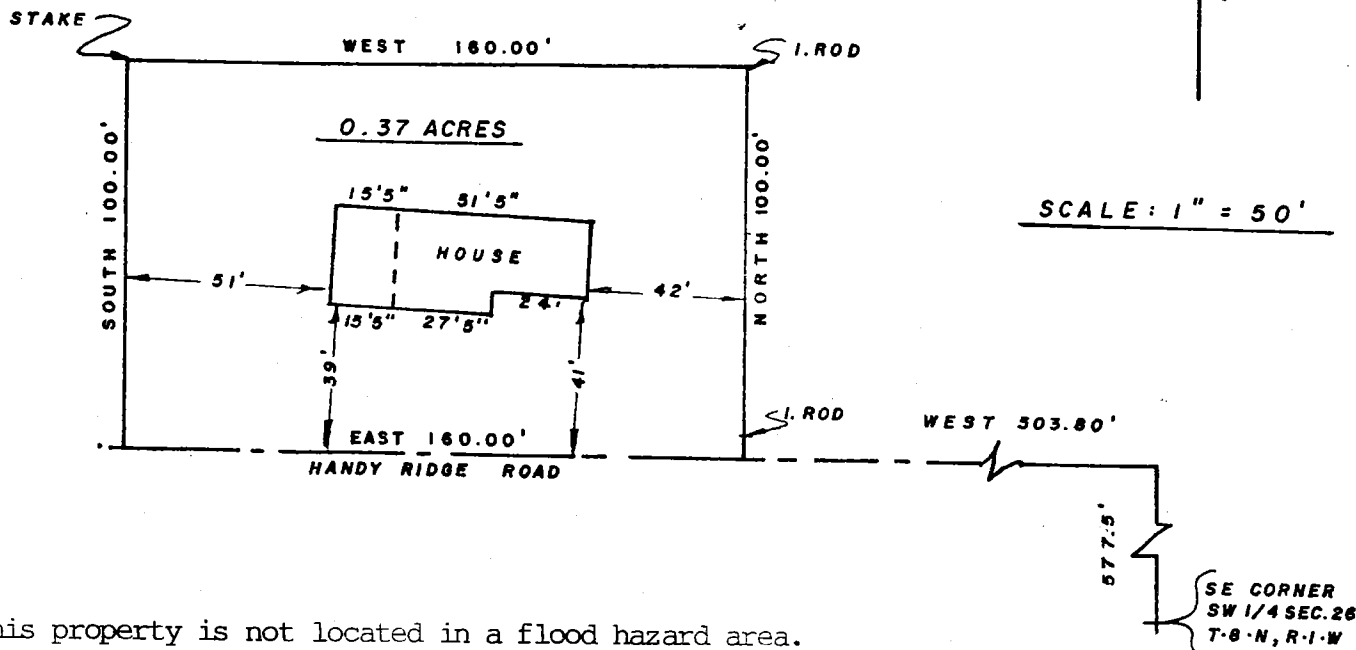 STAKE
WEST 160.00'
I.ROD
SOUTH 100.00'
0.37 ACRES
NORTH 100.00'
15'5" 51'5"
HOUSE
SCALE: 1" = 50'
51'
42'
15'5" 27'5" 24'
39'
41'
I.ROD
WEST 503.80'
EAST 160.00'
HANDY RIDGE ROAD
577.5'
SE CORNER
SW 1/4 SEC.26
T-8-N, R-1-W
his property is not located in a flood hazard area.